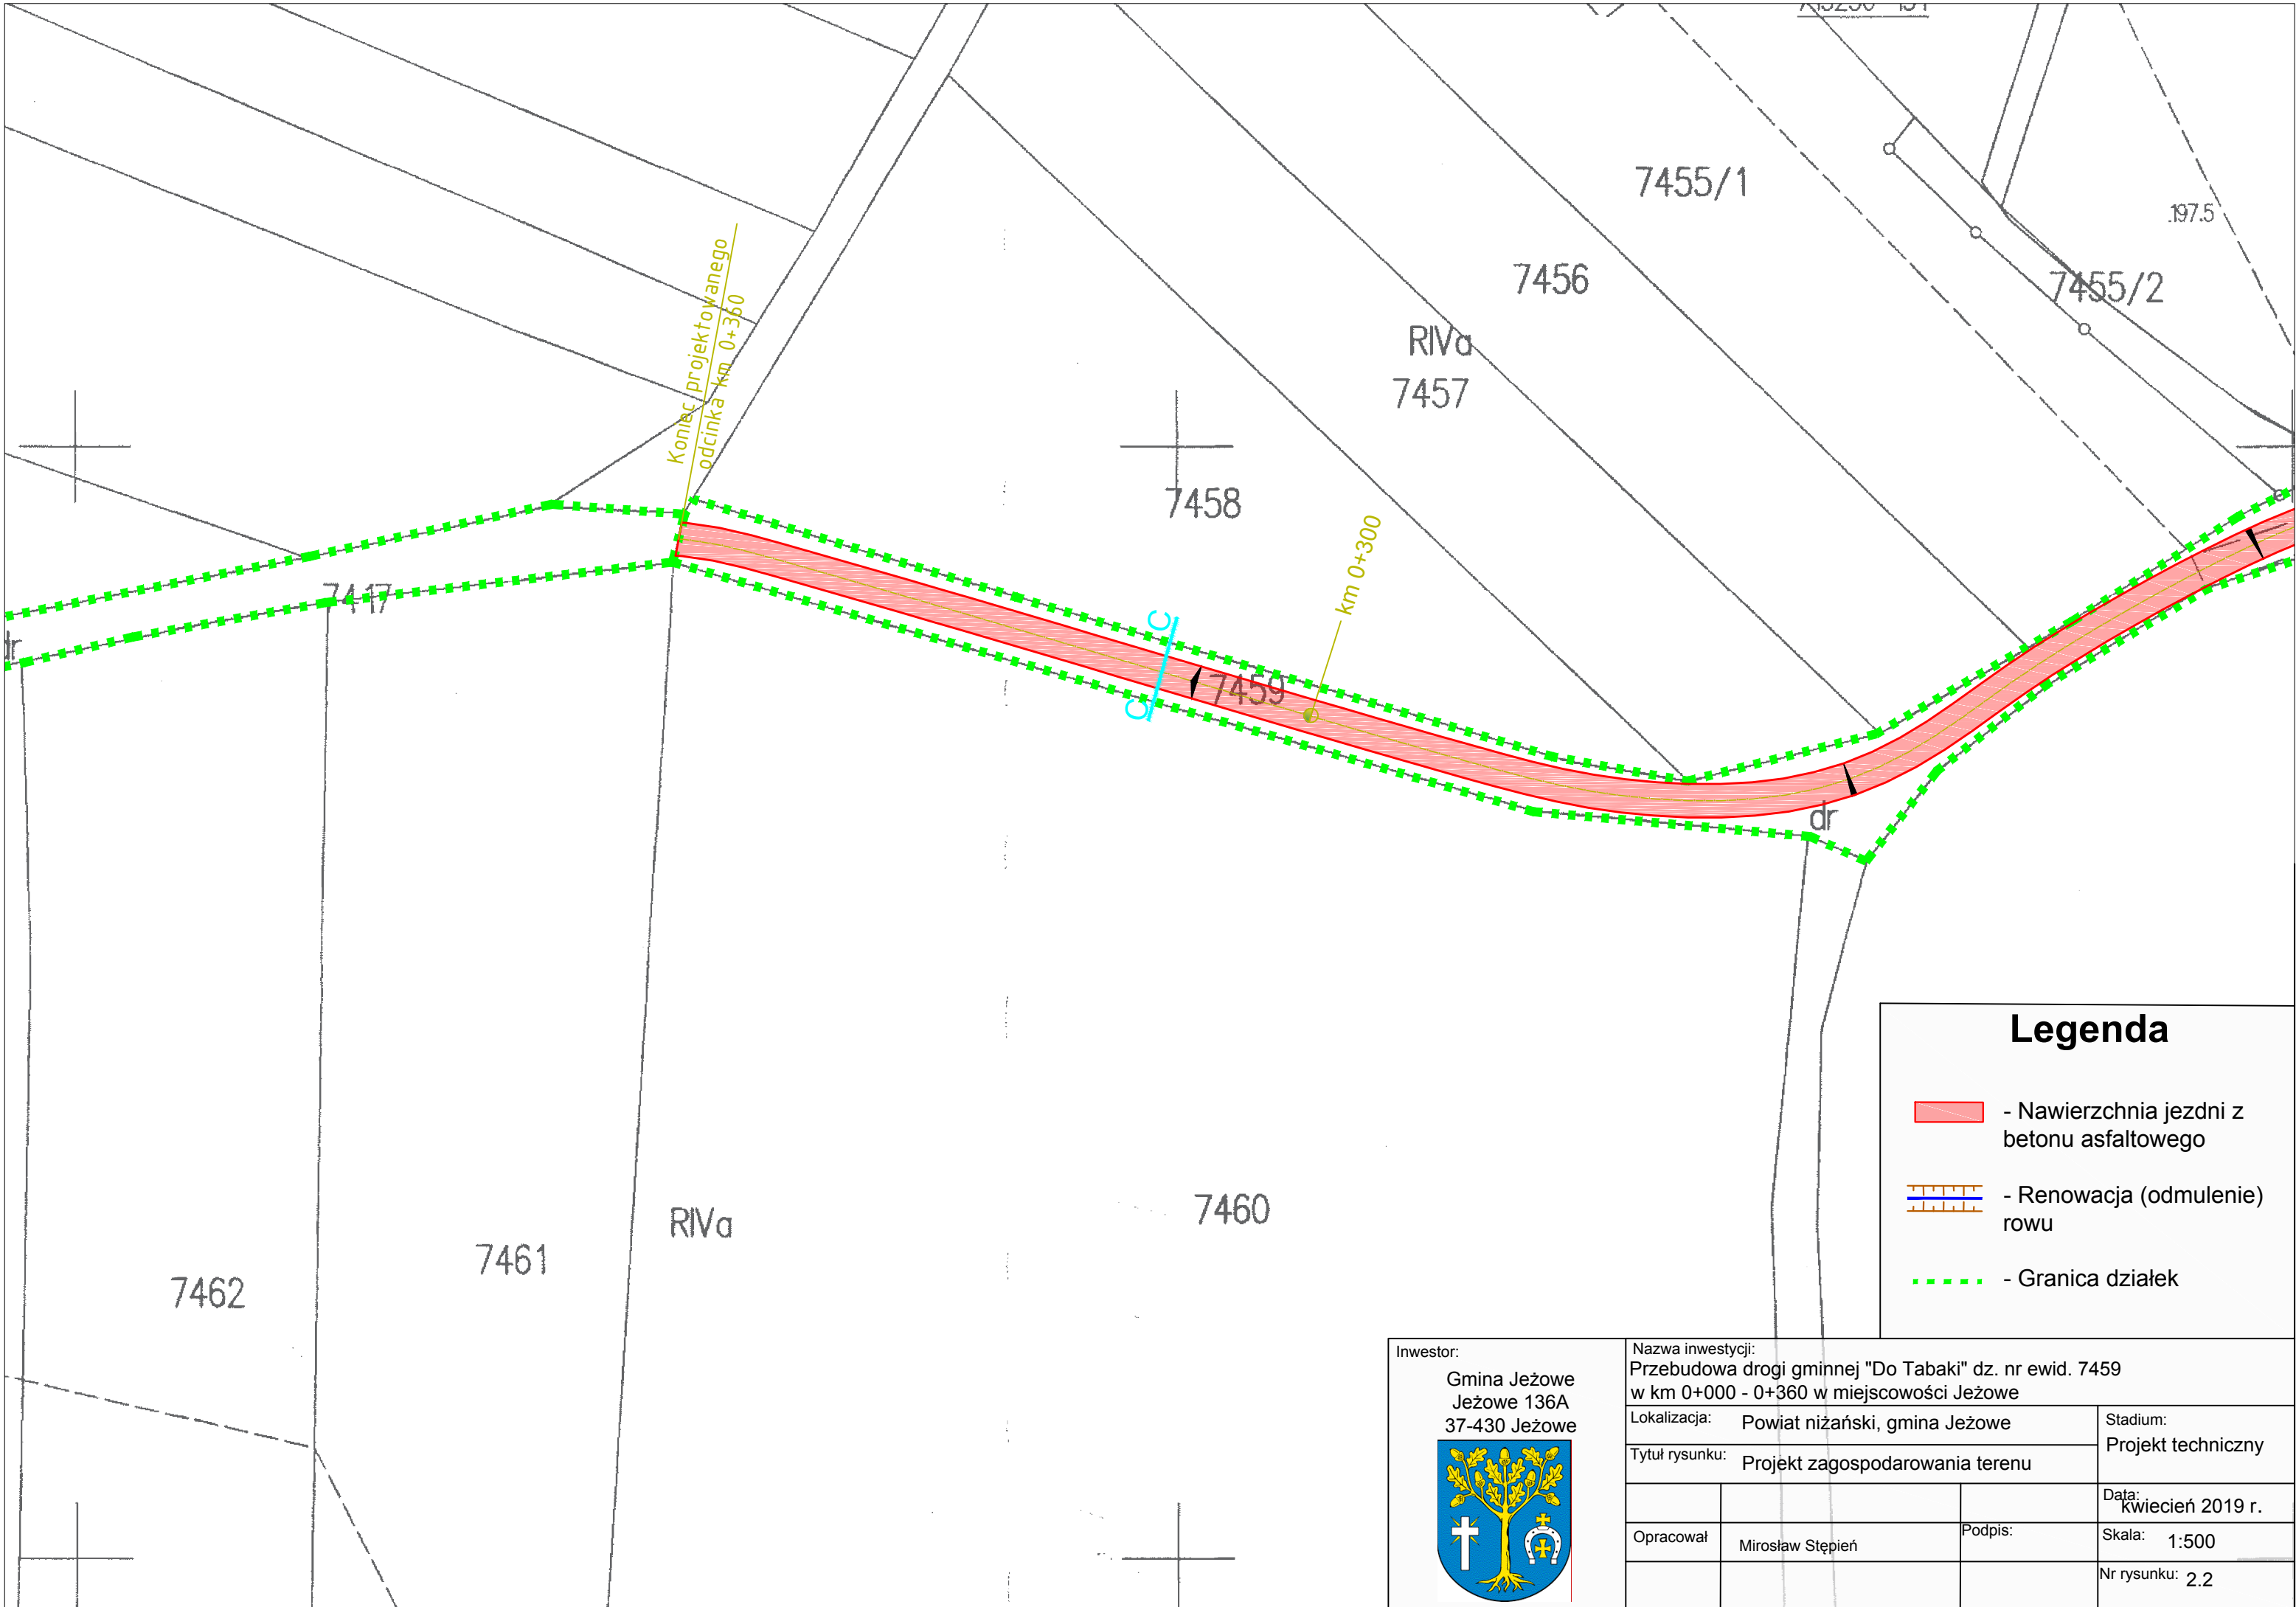 7455/1
197.5
7456
7455/2
RIVa
7457
Koniec projektowanego
odcinka km 0+360
7458
km 0+300
7417
dr
C
C
7459
dr
RIVa
7460
7461
7462
Legenda
- Nawierzchnia jezdni z
betonu asfaltowego
- Renowacja (odmulenie)
rowu
- Granica działek
Inwestor:
Gmina Jeżowe
Jeżowe 136A
37-430 Jeżowe
Nazwa inwestycji:
Przebudowa drogi gminnej "Do Tabaki" dz. nr ewid. 7459
w km 0+000 - 0+360 w miejscowości Jeżowe
Lokalizacja: Powiat niżański, gmina Jeżowe
Stadium:
Projekt techniczny
Tytuł rysunku: Projekt zagospodarowania terenu
Data:
kwiecień 2019 r.
Opracował Mirosław Stępień
Podpis:
Skala: 1:500
Nr rysunku: 2.2